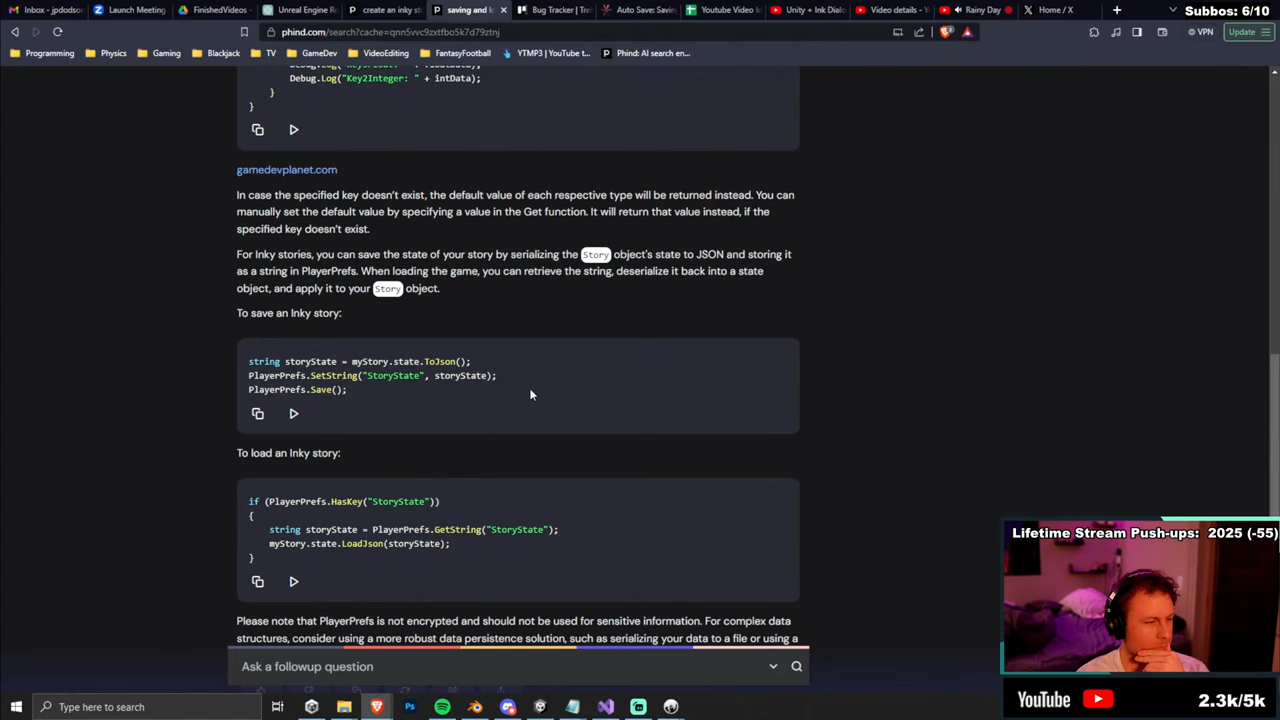 Inbox - jpdodson
Launch Meeting
FinishedVideos
Unreal Engine Ro
create an inky st
saving and lo
Bug Tracker | Tre
Auto Save: Savin
Youtube Video Id
Unity + Ink Dialo
Video details - Y
Rainy Day
Home / X
Subbos: 6/10
phind.com/search?cache=qnn5vvc9zxtfbo5k7d79ztnj
VPN
Update
Programming
Physics
Gaming
Blackjack
TV
GameDev
VideoEditing
FantasyFootball
YTMP3 | YouTube t...
Phind: AI search en...
Debug.Log("Key2Integer: " + intData);
}
}
gamedevplanet.com
In case the specified key doesn't exist, the default value of each respective type will be returned instead. You can
manually set the default value by specifying a value in the Get function. It will return that value instead, if the
specified key doesn't exist.
For Inky stories, you can save the state of your story by serializing the Story object's state to JSON and storing it
as a string in PlayerPrefs. When loading the game, you can retrieve the string, deserialize it back into a state
object, and apply it to your Story object.
To save an Inky story:
string storyState = myStory.state.ToJson();
PlayerPrefs.SetString("StoryState", storyState);
PlayerPrefs.Save();
To load an Inky story:
if (PlayerPrefs.HasKey("StoryState"))
{
string storyState = PlayerPrefs.GetString("StoryState");
myStory.state.LoadJson(storyState);
}
Please note that PlayerPrefs is not encrypted and should not be used for sensitive information. For complex data
structures, consider using a more robust data persistence solution, such as serializing your data to a file or using a
Ask a followup question
Lifetime Stream Push-ups: 2025 (-55)
YouTube
2.3k/5k
Type here to search